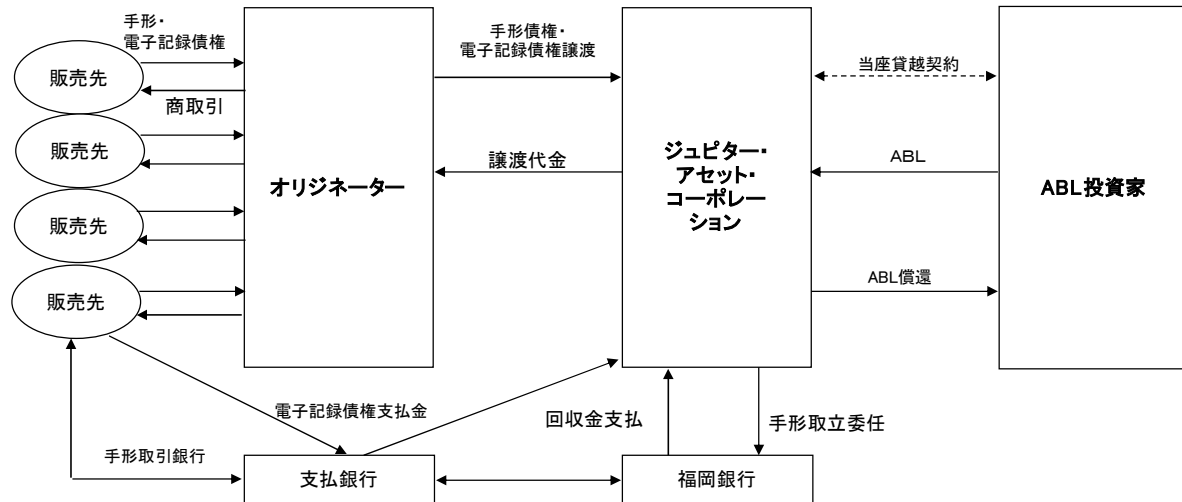 手形・
電子記録債権
販売先
商取引
販売先
販売先
販売先
オリジネーター
手形債権・
電子記録債権譲渡
譲渡代金
ジュピター・
アセット・
コーポレー
ション
当座貸越契約
ABL
ABL償還
ABL投資家
電子記録債権支払金
手形取引銀行
支払銀行
回収金支払
手形取立委任
福岡銀行